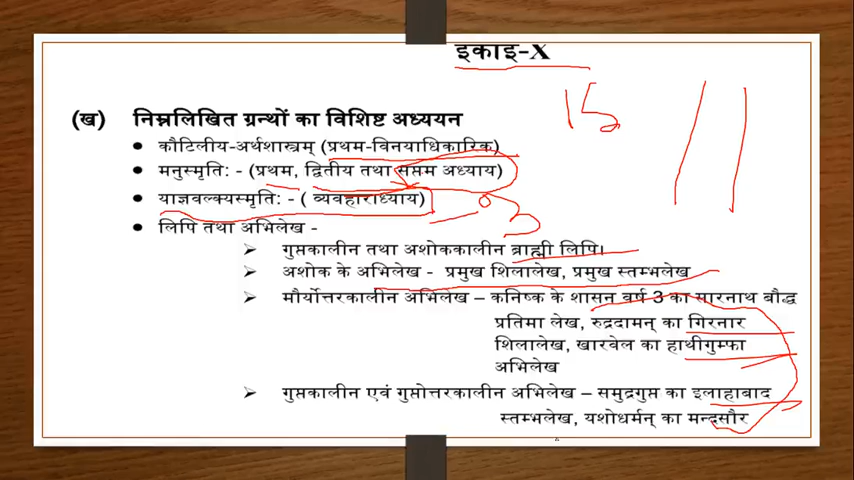 इकाइ-X
(ख) निम्नलिखित ग्रन्थों का विशिष्ट अध्ययन
• कौटिलीय-अर्थशास्त्रम् (प्रथम-विनयाधिकारिक)
• मनुस्मृति: - (प्रथम, द्वितीय तथा सप्तम अध्याय)
• याज्ञवल्क्यस्मृति: - ( व्यवहाराध्याय)
• लिपि तथा अभिलेख -
➢ गुप्तकालीन तथा अशोककालीन ब्राह्मी लिपि।
➢ अशोक के अभिलेख - प्रमुख शिलालेख, प्रमुख स्तम्भलेख
➢ मौर्योत्तरकालीन अभिलेख – कनिष्क के शासन वर्ष 3 का सारनाथ बौद्ध
प्रतिमा लेख, रुद्रदामन् का गिरनार
शिलालेख, खारवेल का हाथीगुम्फा
अभिलेख
➢ गुप्तकालीन एवं गुप्तोत्तरकालीन अभिलेख – समुद्रगुप्त का इलाहाबाद
स्तम्भलेख, यशोधर्मन् का मन्दसौर
15
3